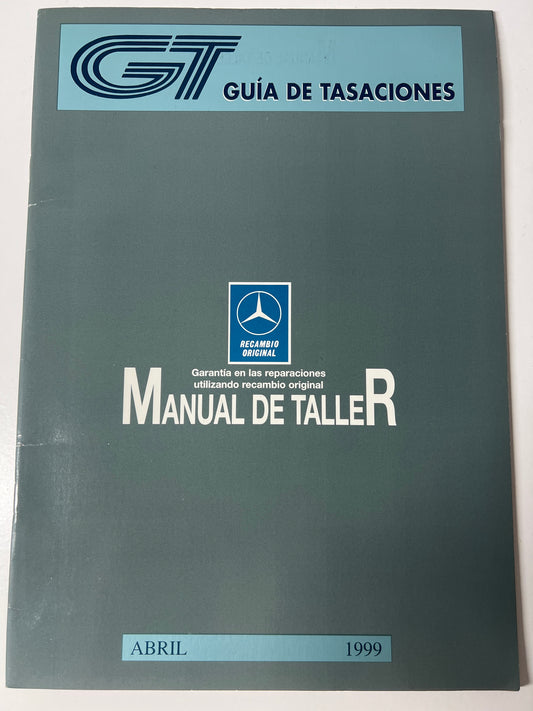 GT GUÍA DE TASACIONES
RECAMBIO
ORIGINAL
Garantía en las reparaciones
utilizando recambio original
MANUAL DE TALLER
ABRIL 1999